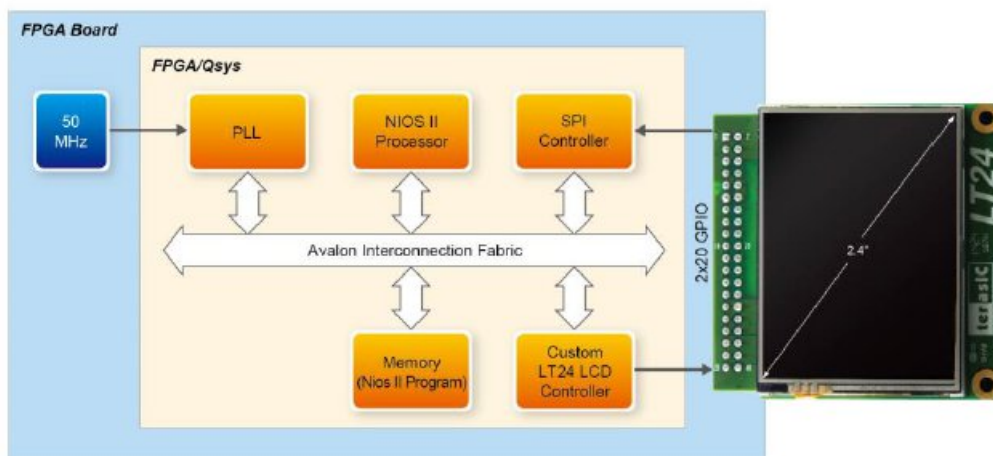 FPGA Board
FPGA/Qsys
50
MHz
PLL
NIOS II
Processor
SPI
Controller
Avalon Interconnection Fabric
Memory
(Nios II Program)
Custom
LT24 LCD
Controller
2x20 GPIO
2.4"
LT24
terasIC